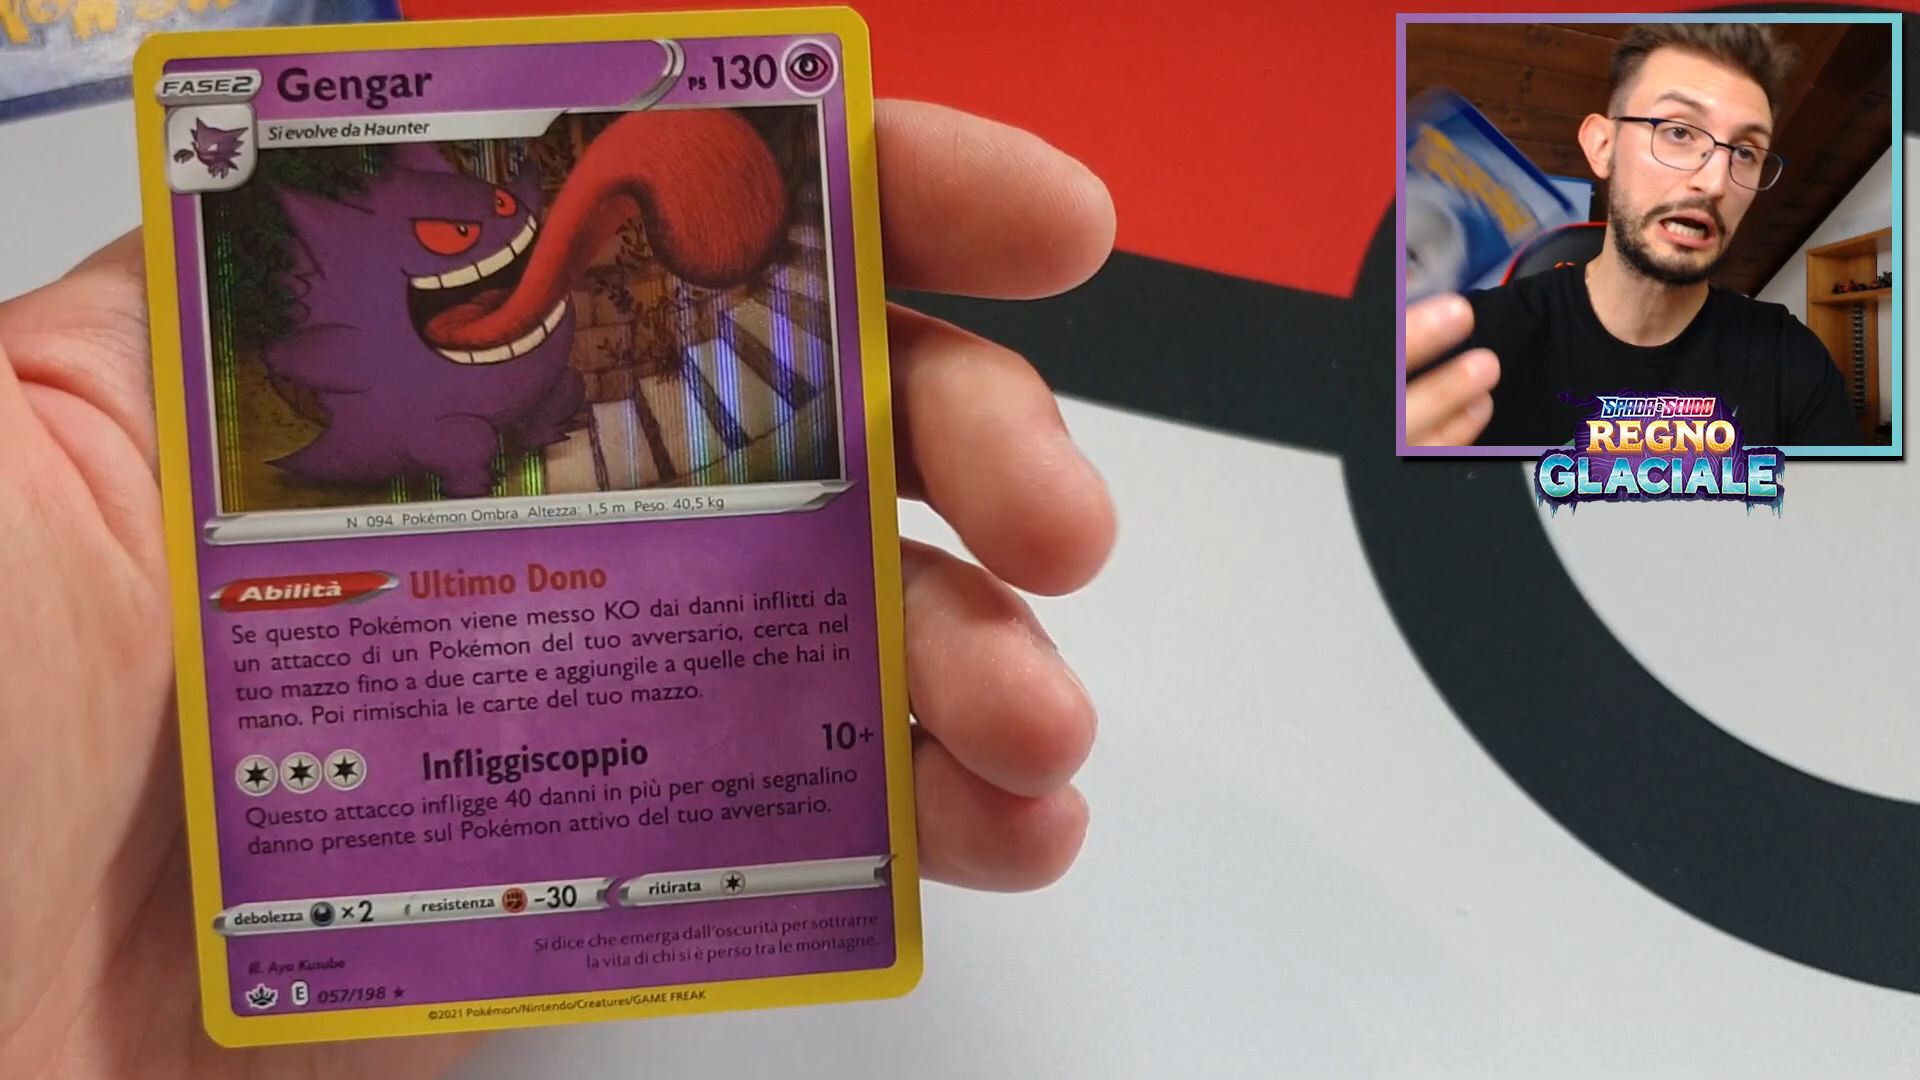 FASE2
Gengar
PS 130
Si evolve da Haunter
N. 094 Pokémon Ombra Altezza: 1,5 m Peso: 40,5 kg
Abilità Ultimo Dono
Se questo Pokémon viene messo KO dai danni inflitti da
un attacco di un Pokémon del tuo avversario, cerca nel
tuo mazzo fino a due carte e aggiungile a quelle che hai in
mano. Poi rimischia le carte del tuo mazzo.
Infliggiscoppio 10+
Questo attacco infligge 40 danni in più per ogni segnalino
danno presente sul Pokémon attivo del tuo avversario.
debolezza ×2 resistenza -30 ritirata
Si dice che emerga dall'oscurità per sottrarre
la vita di chi si è perso tra le montagne.
Ill. Ayo Kusube
E 057/198 ★
©2021 Pokémon/Nintendo/Creatures/GAME FREAK
SPADA E SCUDO
REGNO
GLACIALE